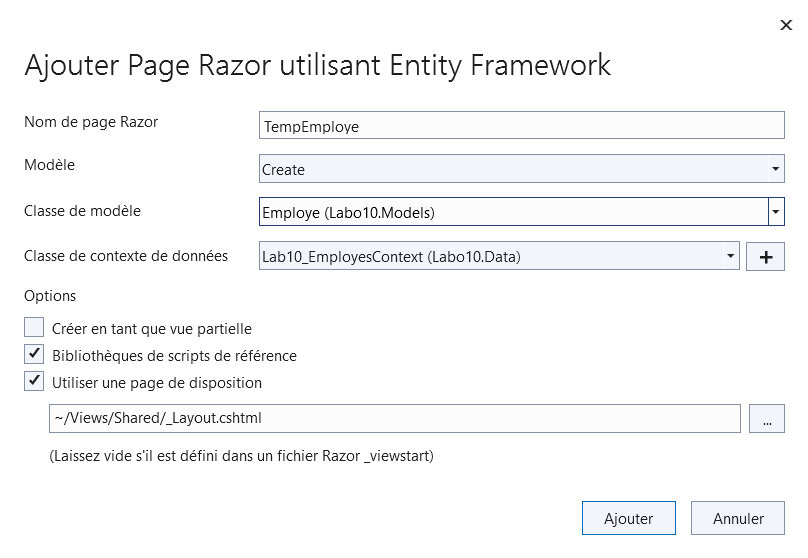 Ajouter Page Razor utilisant Entity Framework
Nom de page Razor
TempEmploye
Modèle
Create
Classe de modèle
Employe (Labo10.Models)
Classe de contexte de données
Lab10_EmployesContext (Labo10.Data)
Options
Créer en tant que vue partielle
Bibliothèques de scripts de référence
Utiliser une page de disposition
~/Views/Shared/_Layout.cshtml
...
(Laissez vide s'il est défini dans un fichier Razor _viewstart)
Ajouter
Annuler